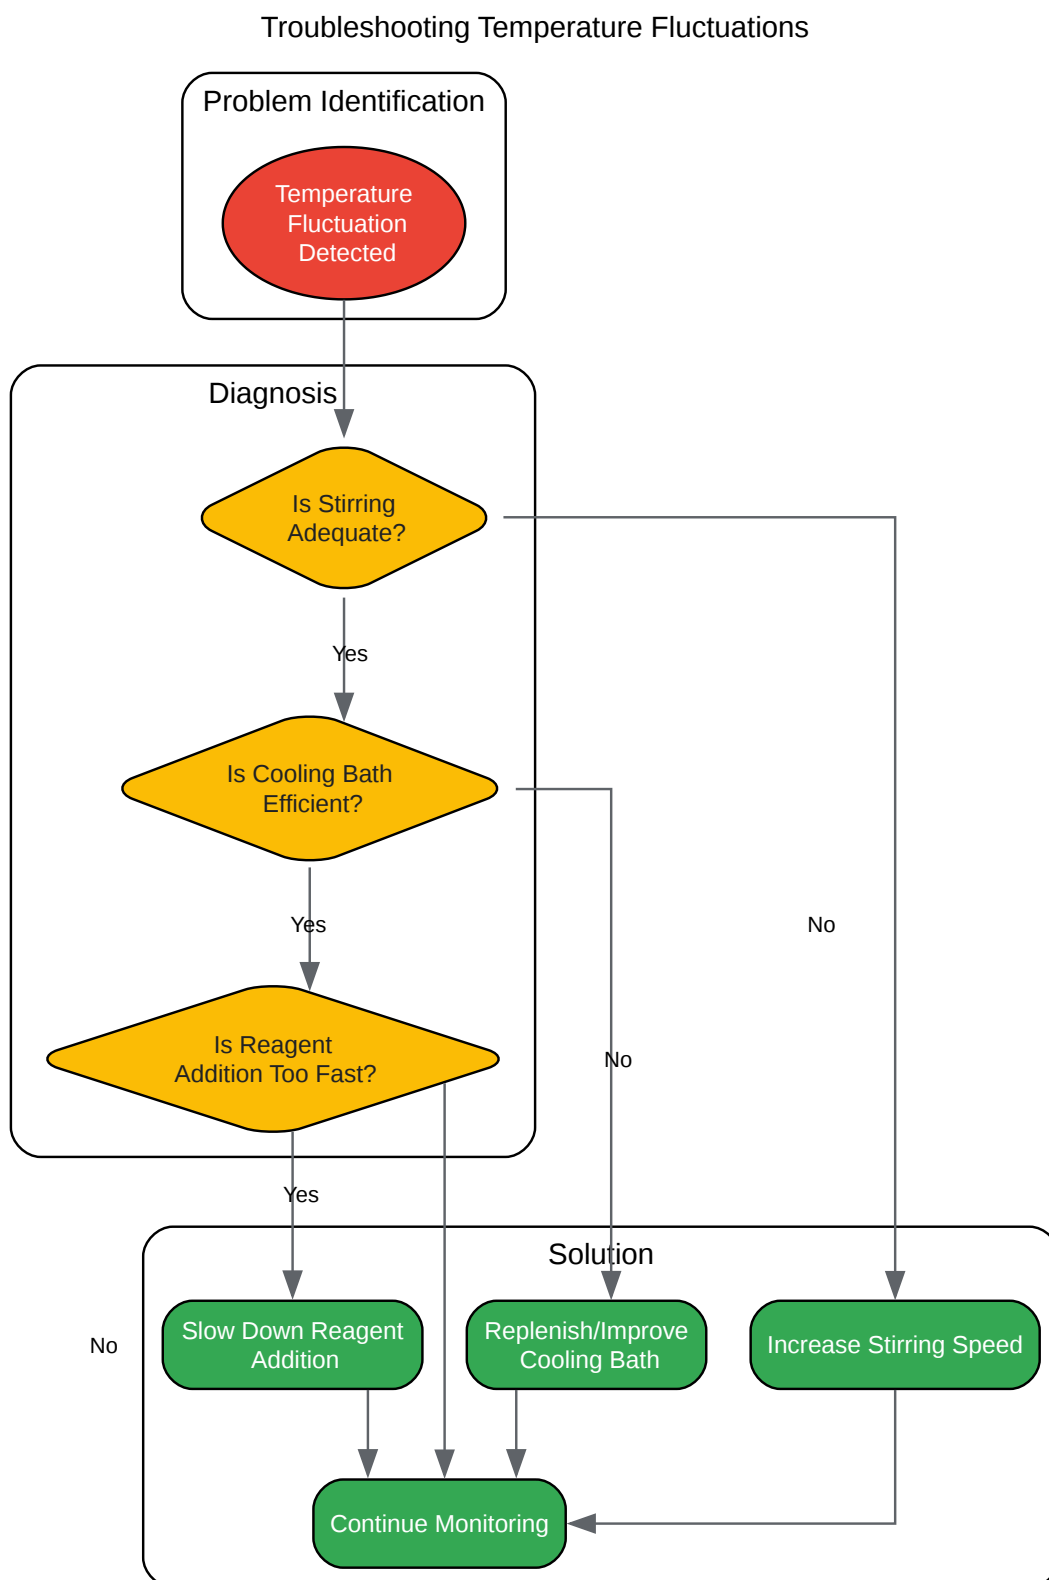 Troubleshooting Temperature Fluctuations
Problem Identification
Temperature
Fluctuation
Detected
Diagnosis
Is Stirring
Adequate?
Yes
Is Cooling Bath
Efficient?
Yes
No
Is Reagent
Addition Too Fast?
No
Yes
Solution
Slow Down Reagent
Addition
Replenish/Improve
Cooling Bath
Increase Stirring Speed
No
Continue Monitoring